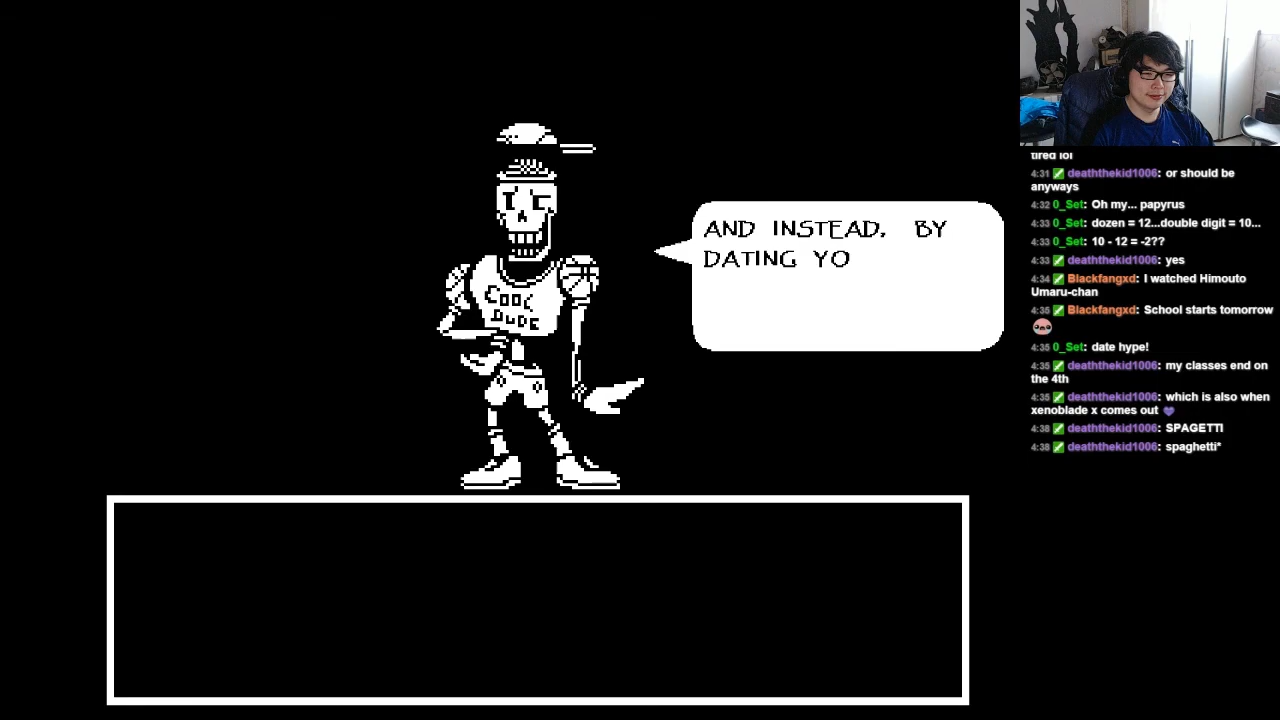 AND INSTEAD, BY
DATING YO
COOL
DUDE
tired lol
4:31 deaththekid1006: or should be
anyways
4:32 0_Set: Oh my... papyrus
4:33 0_Set: dozen = 12...double digit = 10...
4:33 0_Set: 10 - 12 = -2??
4:33 deaththekid1006: yes
4:34 Blackfangxd: I watched Himouto
Umaru-chan
4:35 Blackfangxd: School starts tomorrow
4:35 0_Set: date hype!
4:35 deaththekid1006: my classes end on
the 4th
4:35 deaththekid1006: which is also when
xenoblade x comes out
4:38 deaththekid1006: SPAGETTI
4:38 deaththekid1006: spaghetti*